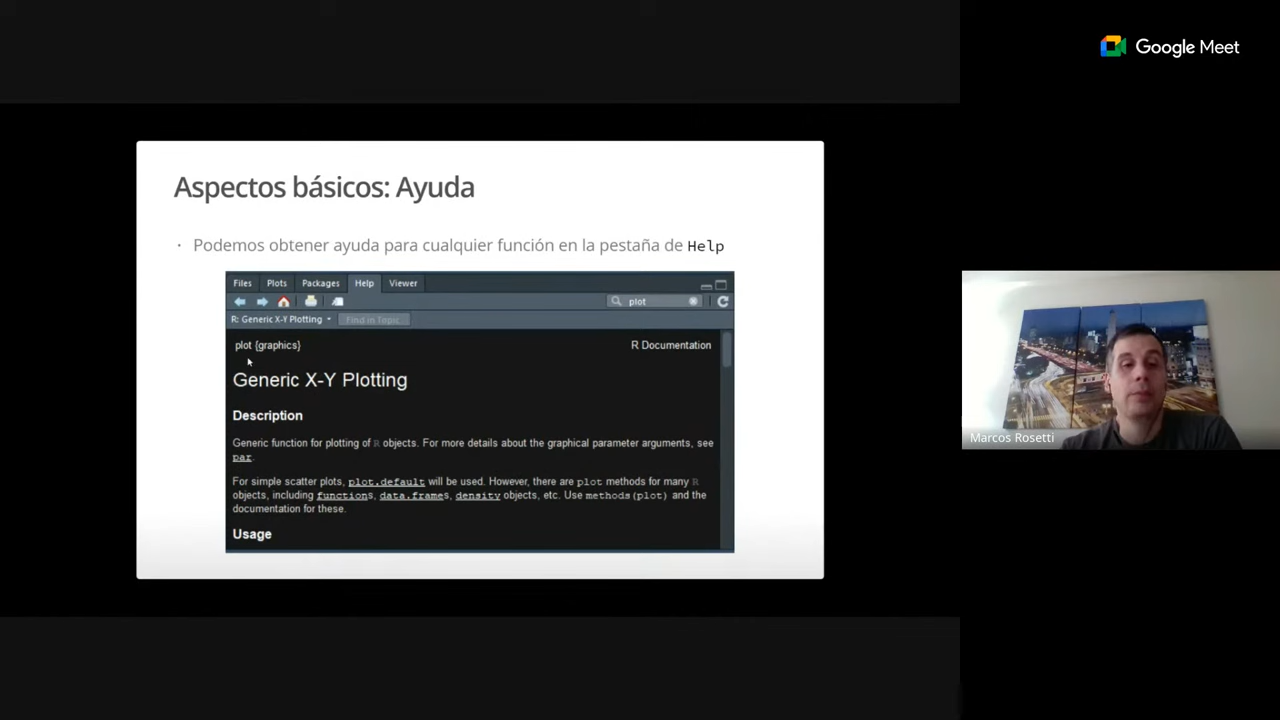 Google Meet
Aspectos básicos: Ayuda
· Podemos obtener ayuda para cualquier función en la pestaña de Help
Files Plots Packages Help Viewer
plot
R: Generic X-Y Plotting Find in Topic
plot {graphics} R Documentation
Generic X-Y Plotting
Description
Generic function for plotting of R objects. For more details about the graphical parameter arguments, see
par.
For simple scatter plots, plot.default will be used. However, there are plot methods for many R
objects, including functions, data.frames, density objects, etc. Use methods(plot) and the
documentation for these.
Usage
Marcos Rosetti